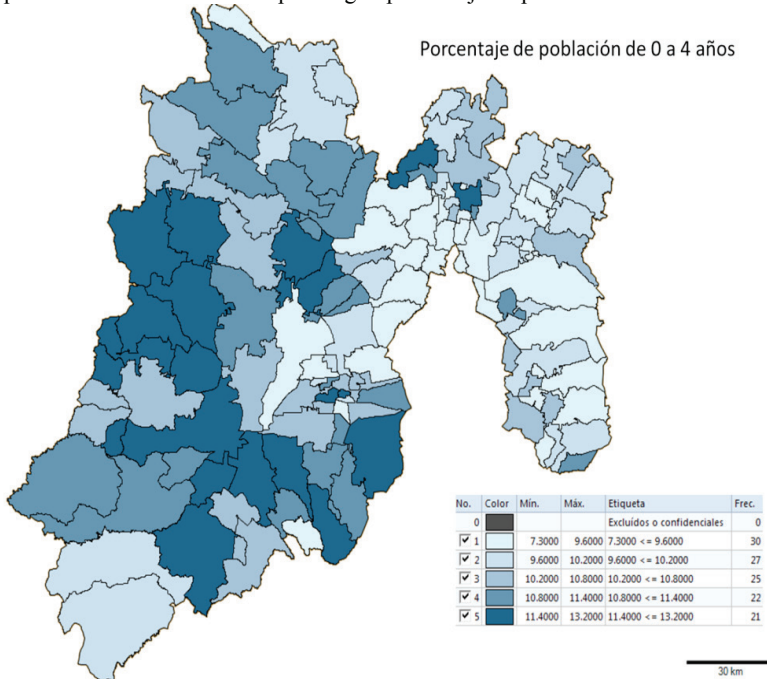 Porcentaje de población de 0 a 4 años
No. Color Mín. Máx. Etiqueta Frec.
0 Excluídos o confidenciales 0
1 7.3000 9.6000 7.3000 <= 9.6000 30
2 9.6000 10.2000 9.6000 <= 10.2000 27
3 10.2000 10.8000 10.2000 <= 10.8000 25
4 10.8000 11.4000 10.8000 <= 11.4000 22
5 11.4000 13.2000 11.4000 <= 13.2000 21
30 km